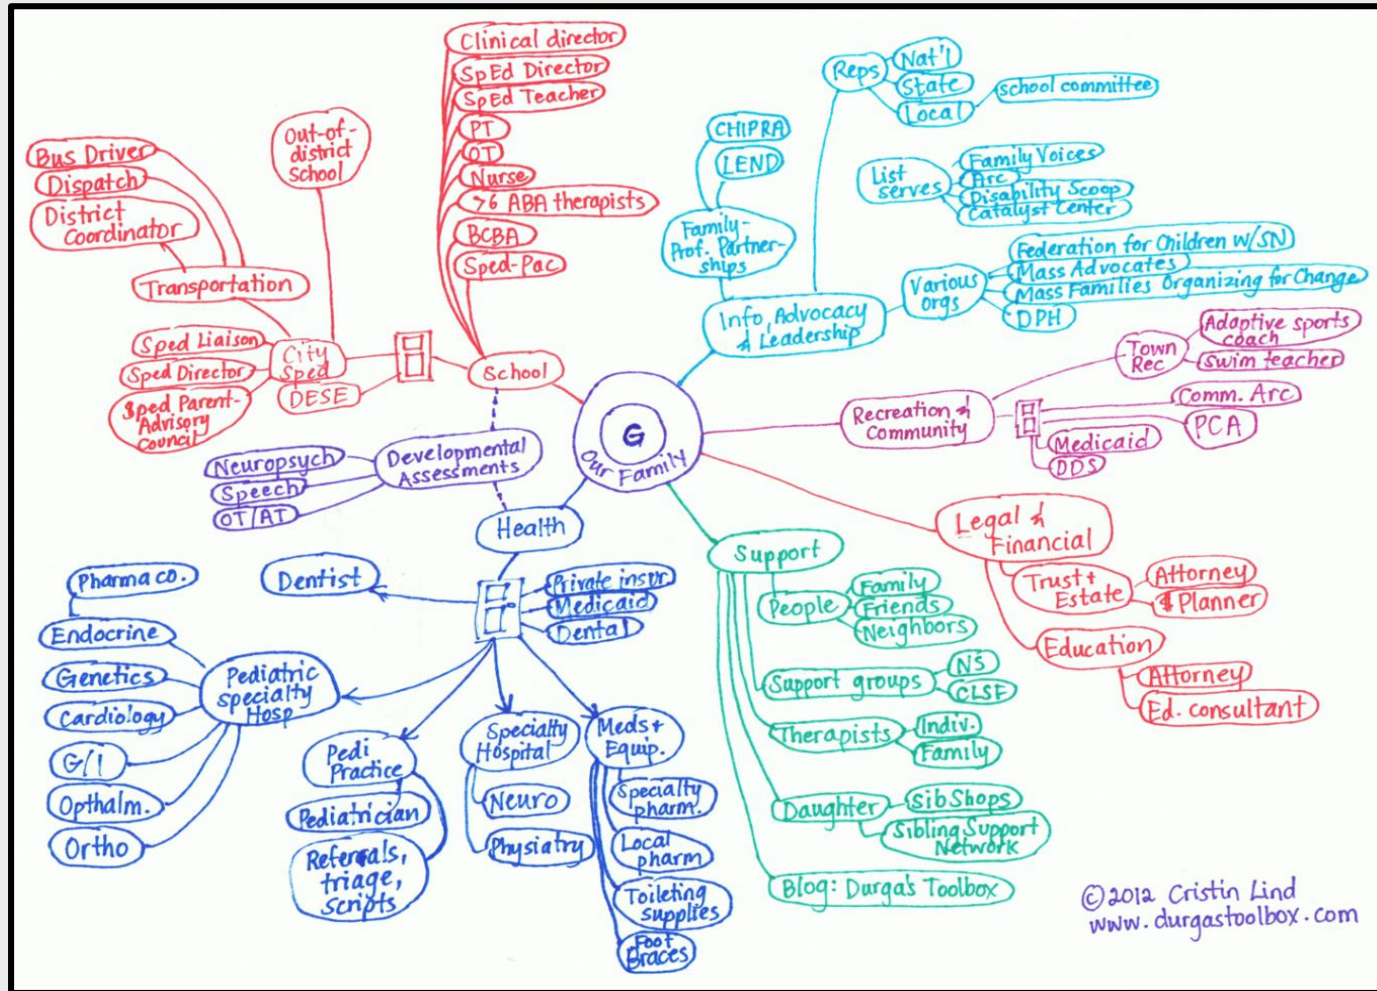 Clinical director
SpEd Director
SpEd Teacher
PT
OT
Nurse
>6 ABA therapists
BCBA
Sped-Pac
School
Out-of-
district
School
Bus Driver
Dispatch
District
Coordinator
Transportation
Sped Liaison
Sped Director
Sped Parent-
Advisory
Council
City
Sped
DESE
Neuropsych
Speech
OT/AT
Developmental
Assessments
Reps
Nat'l
State
Local
school committee
CHIPRA
LEND
Family-
Prof. Partner-
ships
List
serves
Family Voices
Arc
Disability Scoop
Catalyst Center
Info, Advocacy
& Leadership
Various
orgs
Federation for Children w/SN
Mass Advocates
Mass Families Organizing for Change
DPH
G
Our Family
Recreation &
Community
Town
Rec
Adaptive sports
coach
Swim teacher
Comm. Arc
PCA
Medicaid
DDS
Legal &
Financial
Trust +
Estate
Attorney
$ Planner
Education
Attorney
Ed. consultant
Support
People
Family
Friends
Neighbors
Support groups
NS
CLSF
Therapists
Indiv.
Family
Daughter
SibShops
Sibling Support
Network
Blog: Durga's Toolbox
Health
Dentist
Private insur
Medicaid
Dental
Pharma co.
Endocrine
Genetics
Cardiology
G/I
Opthalm.
Ortho
Pediatric
Specialty
Hosp
Pedi
Practice
Pediatrician
Referrals,
triage,
scripts
Specialty
Hospital
Neuro
Physiatry
Meds +
Equip.
Specialty
pharm.
Local
pharm
Toileting
supplies
Foot
Braces
©2012 Cristin Lind
www.durgastoolbox.com